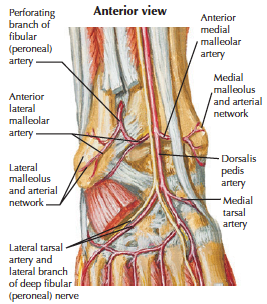 Anterior view
Perforating
branch of
fibular
(peroneal)
artery
Anterior
lateral
malleolar
artery
Lateral
malleolus
and arterial
network
Lateral tarsal
artery and
lateral branch
of deep fibular
(peroneal) nerve
Anterior
medial
malleolar
artery
Medial
malleolus
and arterial
network
Dorsalis
pedis
artery
Medial
tarsal
artery